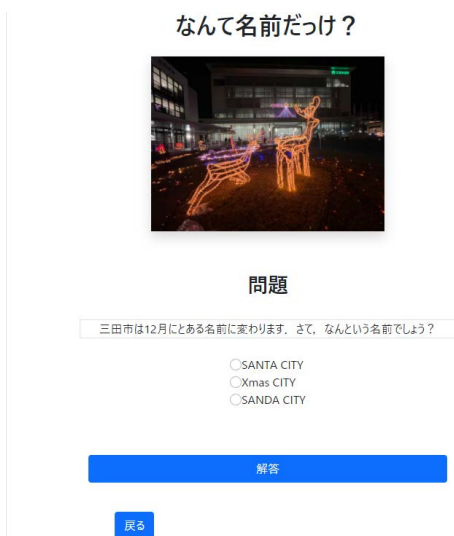 なんて名前だっけ？
問題
三田市は12月にとある名前に変わります．さて，なんという名前でしょう？
SANTA CITY
Xmas CITY
SANDA CITY
解答
戻る